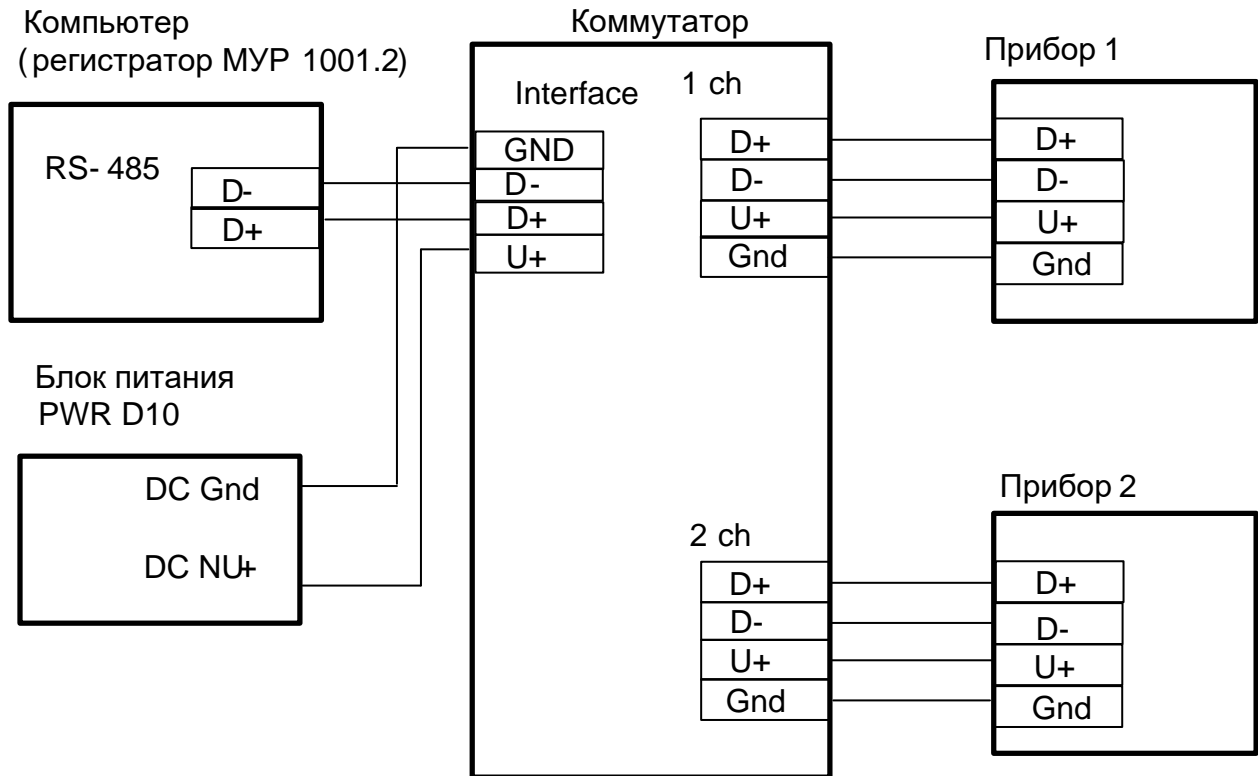 Компьютер
(регистратор МУР 1001.2)
RS- 485
D-
D+
Блок питания
PWR D10
DC Gnd
DC NU+
Коммутатор
Interface
GND
D-
D+
U+
1 ch
D+
D-
U+
Gnd
2 ch
D+
D-
U+
Gnd
Прибор 1
D+
D-
U+
Gnd
Прибор 2
D+
D-
U+
Gnd